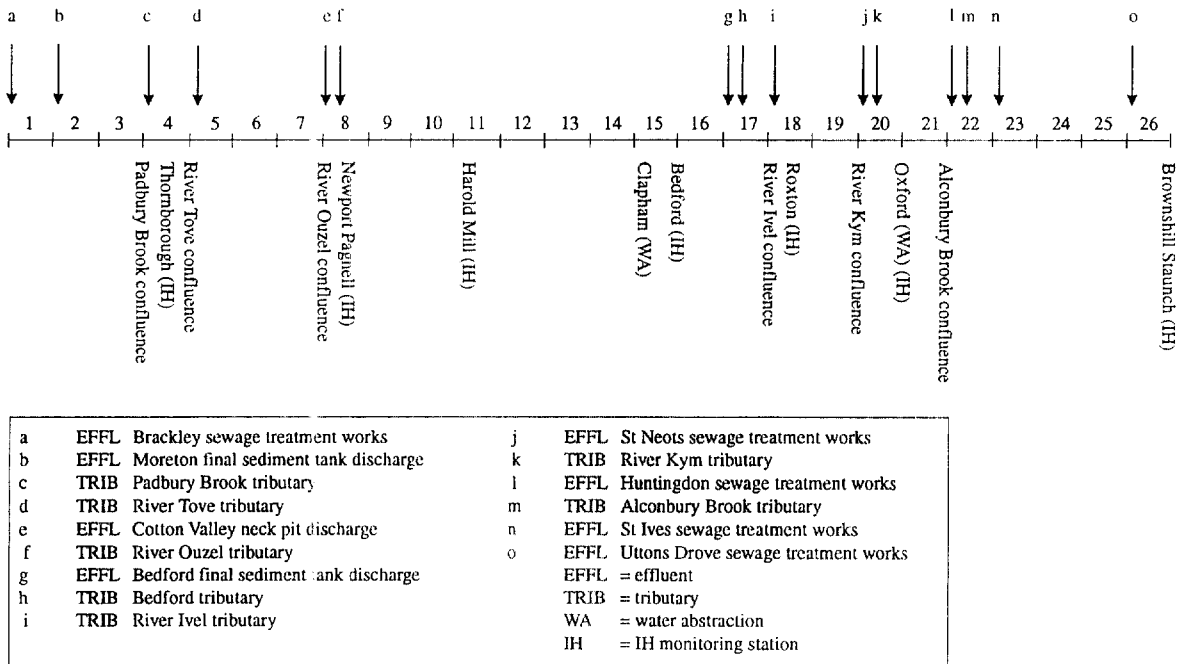 a b c d e f g h i j k l m n o
1 2 3 4 5 6 7 8 9 10 11 12 13 14 15 16 17 18 19 20 21 22 23 24 25 26
Padbury Brook confluence
Thornborough (IH)
River Tove confluence
River Ouzel confluence
Newport Pagnell (IH)
Harold Mill (IH)
Clapham (WA)
Bedford (IH)
River Ivel confluence
Roxton (IH)
River Kym confluence
Oxford (WA) (IH)
Alconbury Brook confluence
Brownshill Staunch (IH)
a EFFL Brackley sewage treatment works
b EFFL Moreton final sediment tank discharge
c TRIB Padbury Brook tributary
d TRIB River Tove tributary
e EFFL Cotton Valley neck pit discharge
f TRIB River Ouzel tributary
g EFFL Bedford final sediment tank discharge
h TRIB Bedford tributary
i TRIB River Ivel tributary
j EFFL St Neots sewage treatment works
k TRIB River Kym tributary
l EFFL Huntingdon sewage treatment works
m TRIB Alconbury Brook tributary
n EFFL St Ives sewage treatment works
o EFFL Uttons Drove sewage treatment works
EFFL = effluent
TRIB = tributary
WA = water abstraction
IH = IH monitoring station